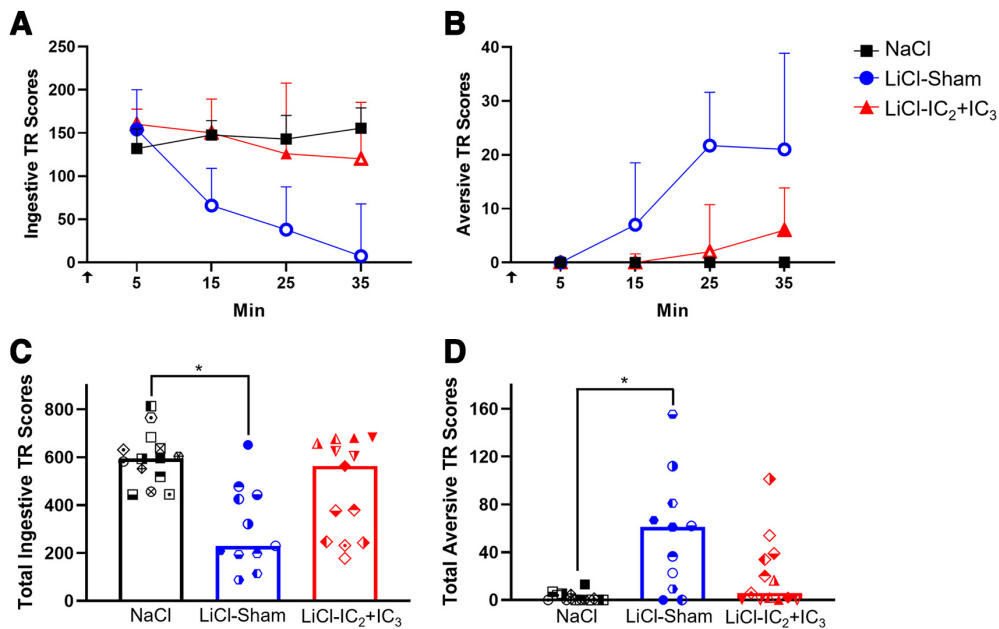 A
Ingestive TR Scores
250
200
150
100
50
0
5
15
25
35
Min
B
Aversive TR Scores
40
30
20
10
0
5
15
25
35
Min
NaCl
LiCl-Sham
LiCl-IC₂+IC₃
C
Total Ingestive TR Scores
800
600
400
200
0
*
NaCl
LiCl-Sham
LiCl-IC₂+IC₃
D
Total Aversive TR Scores
160
120
80
40
0
*
NaCl
LiCl-Sham
LiCl-IC₂+IC₃